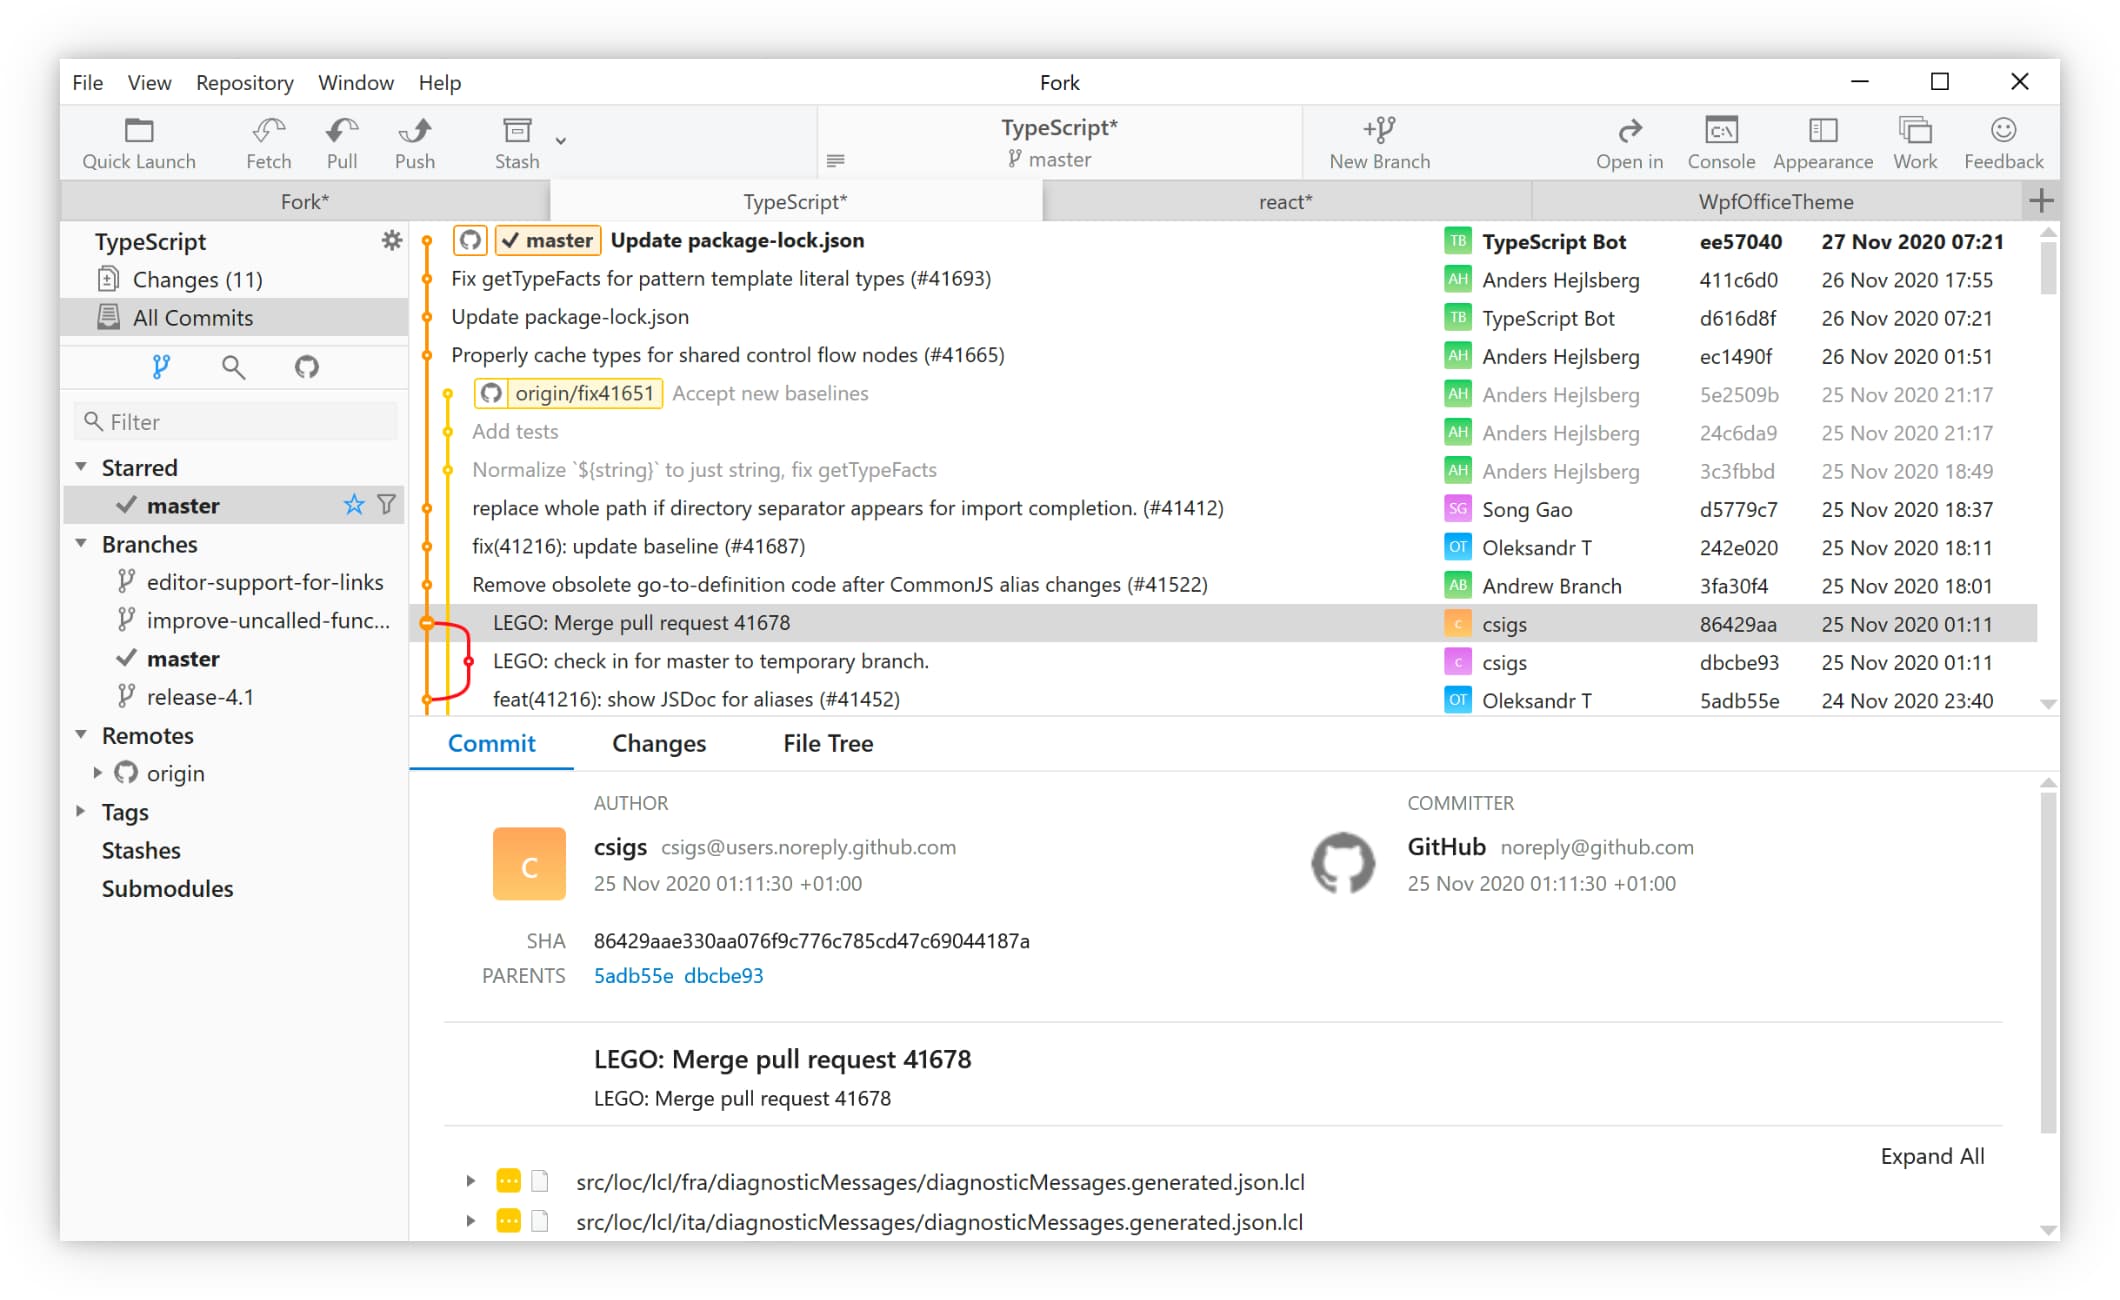 File View Repository Window Help Fork
Quick Launch Fetch Pull Push Stash TypeScript* master New Branch Open in Console Appearance Work Feedback
Fork* TypeScript* react* WpfOfficeTheme
TypeScript
Changes (11)
All Commits
Filter
Starred
master
Branches
editor-support-for-links
improve-uncalled-func...
master
release-4.1
Remotes
origin
Tags
Stashes
Submodules
master Update package-lock.json TB TypeScript Bot ee57040 27 Nov 2020 07:21
Fix getTypeFacts for pattern template literal types (#41693) AH Anders Hejlsberg 411c6d0 26 Nov 2020 17:55
Update package-lock.json TB TypeScript Bot d616d8f 26 Nov 2020 07:21
Properly cache types for shared control flow nodes (#41665) AH Anders Hejlsberg ec1490f 26 Nov 2020 01:51
origin/fix41651 Accept new baselines AH Anders Hejlsberg 5e2509b 25 Nov 2020 21:17
Add tests AH Anders Hejlsberg 24c6da9 25 Nov 2020 21:17
Normalize `${string}` to just string, fix getTypeFacts AH Anders Hejlsberg 3c3fbbd 25 Nov 2020 18:49
replace whole path if directory separator appears for import completion. (#41412) SG Song Gao d5779c7 25 Nov 2020 18:37
fix(41216): update baseline (#41687) OT Oleksandr T 242e020 25 Nov 2020 18:11
Remove obsolete go-to-definition code after CommonJS alias changes (#41522) AB Andrew Branch 3fa30f4 25 Nov 2020 18:01
LEGO: Merge pull request 41678 C csigs 86429aa 25 Nov 2020 01:11
LEGO: check in for master to temporary branch. C csigs dbcbe93 25 Nov 2020 01:11
feat(41216): show JSDoc for aliases (#41452) OT Oleksandr T 5adb55e 24 Nov 2020 23:40
Commit Changes File Tree
AUTHOR COMMITTER
C csigs csigs@users.noreply.github.com GitHub noreply@github.com
25 Nov 2020 01:11:30 +01:00 25 Nov 2020 01:11:30 +01:00
SHA 86429aae330aa076f9c776c785cd47c69044187a
PARENTS 5adb55e dbcbe93
LEGO: Merge pull request 41678
LEGO: Merge pull request 41678
Expand All
src/loc/lcl/fra/diagnosticMessages/diagnosticMessages.generated.json.lcl
src/loc/lcl/ita/diagnosticMessages/diagnosticMessages.generated.json.lcl